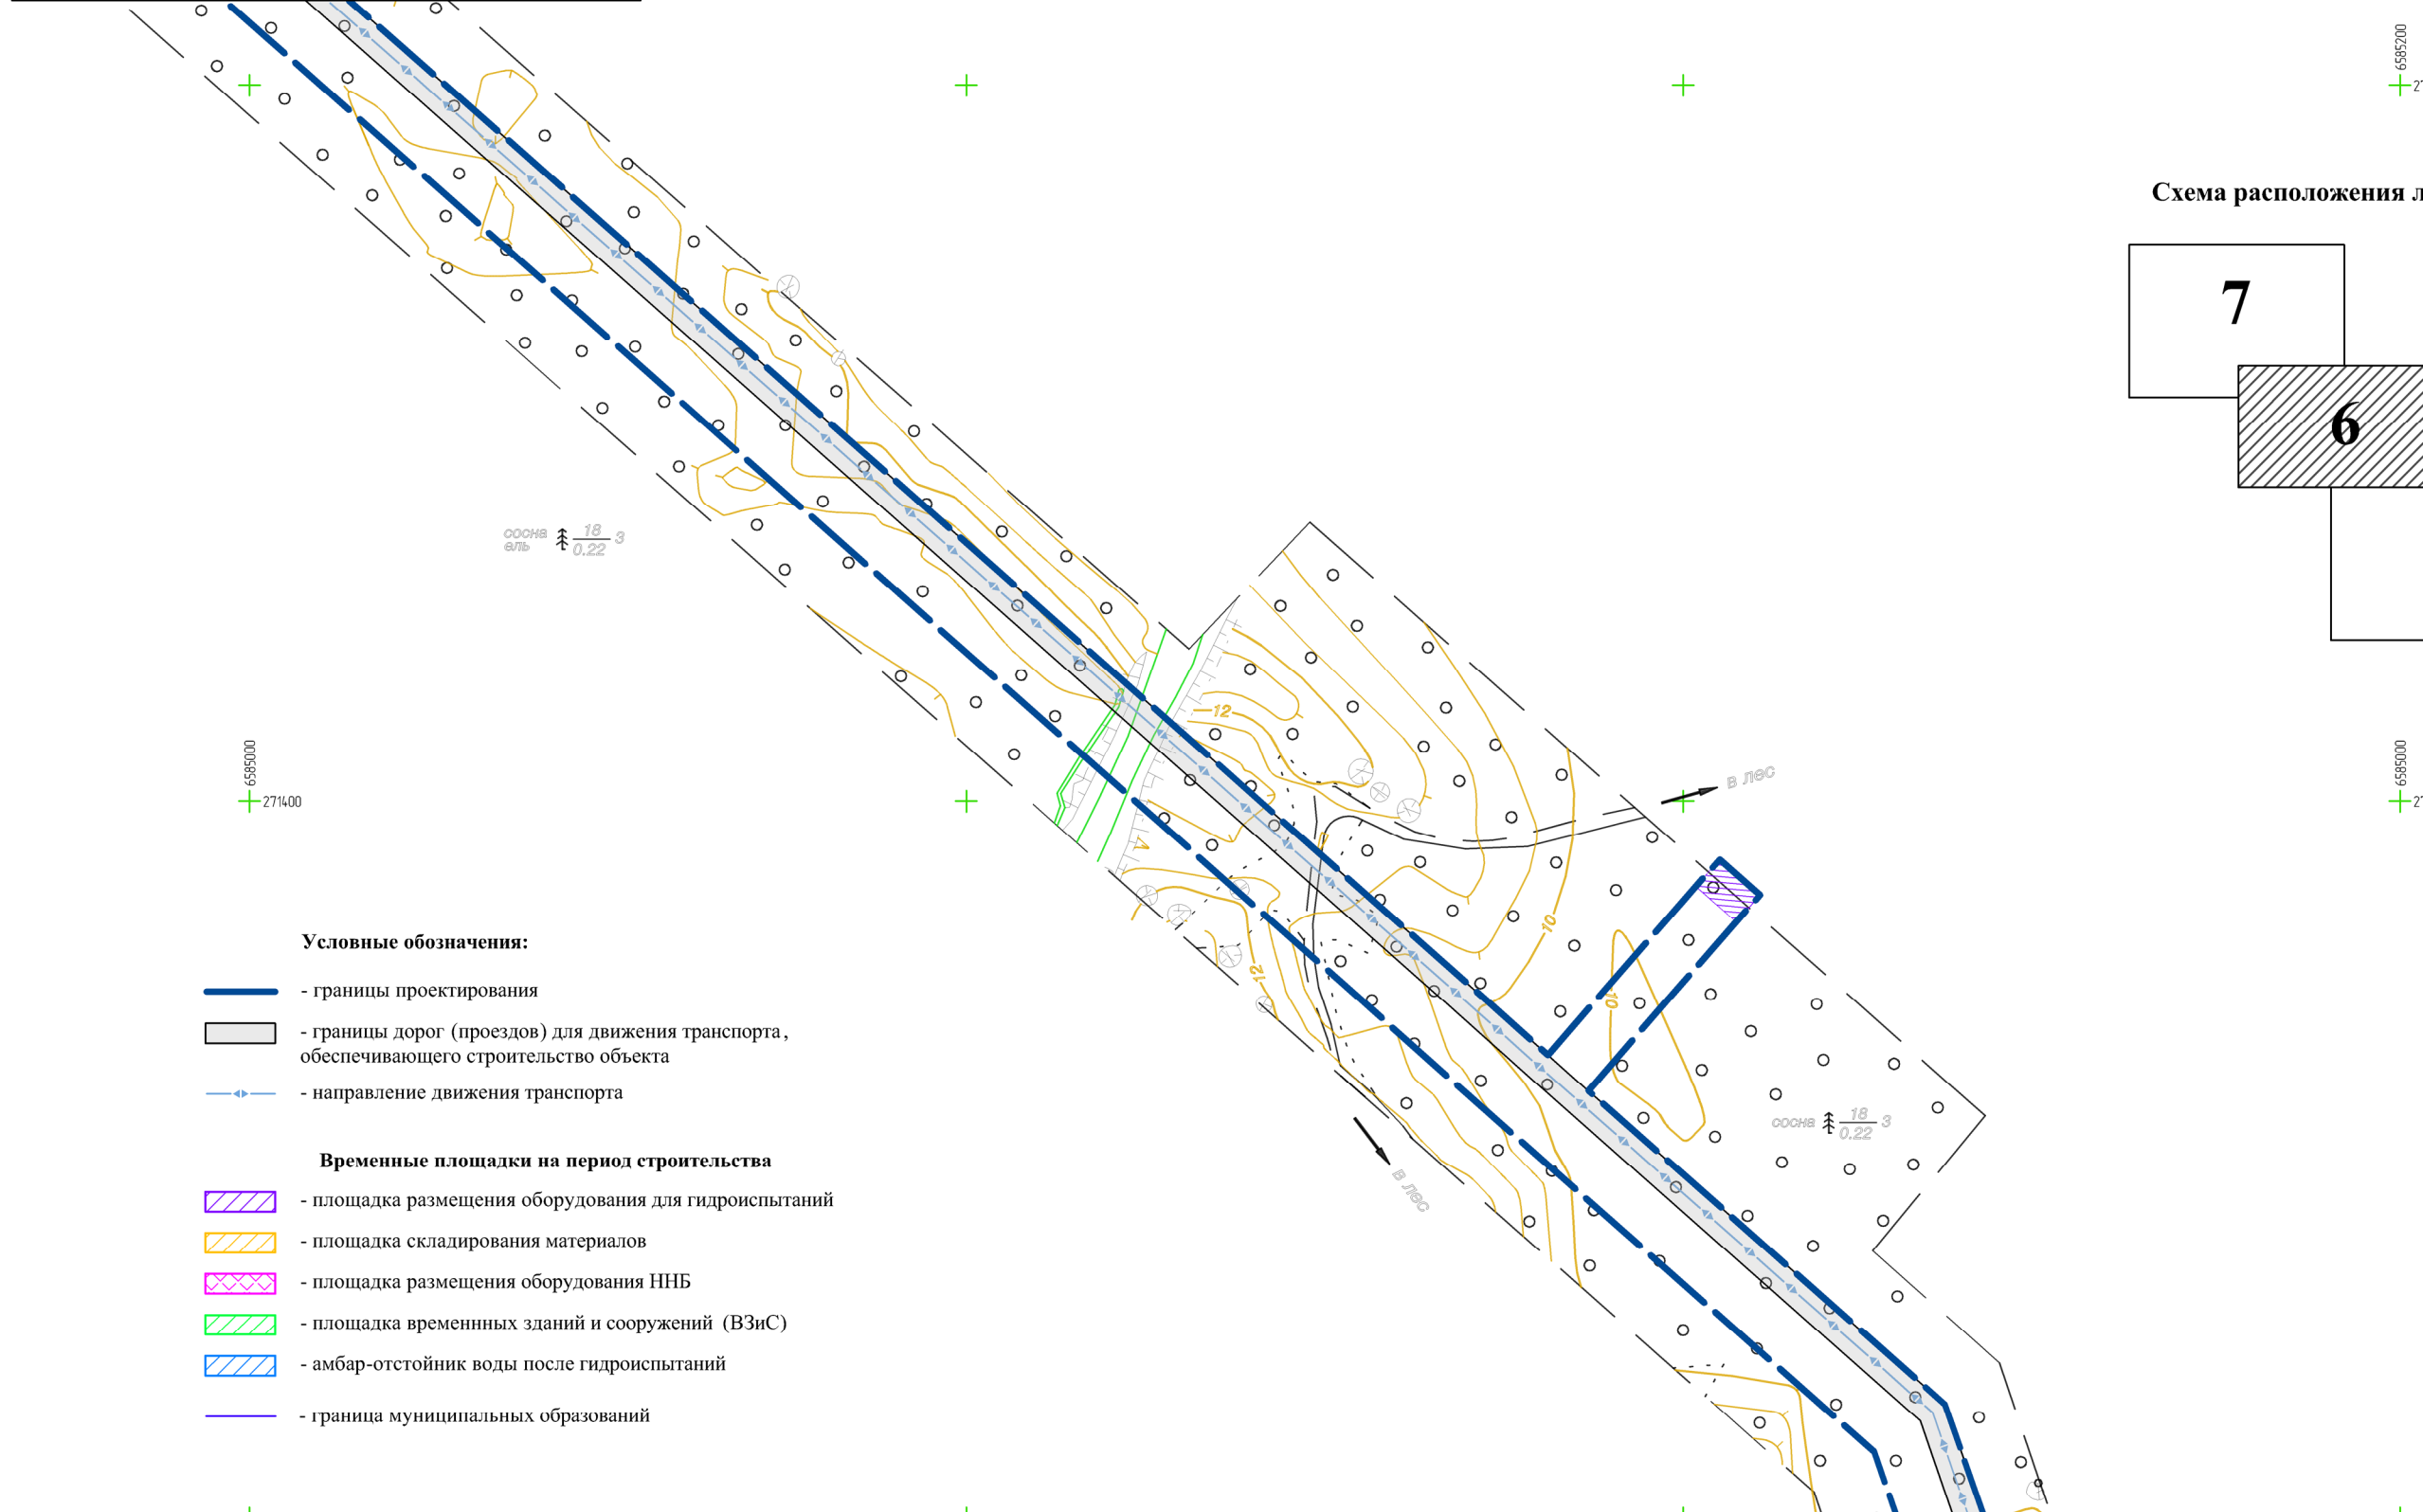 6585200
Схема расположения
7
6
сосна
ель
18
0.22
3
12
6585000
271400
в лес
6585000
10
12
10
сосна
18
0.22
3
в лес
Условные обозначения:
- границы проектирования
- границы дорог (проездов) для движения транспорта,
обеспечивающего строительство объекта
- направление движения транспорта
Временные площадки на период строительства
- площадка размещения оборудования для гидроиспытаний
- площадка складирования материалов
- площадка размещения оборудования ННБ
- площадка временнных зданий и сооружений (ВЗиС)
- амбар-отстойник воды после гидроиспытаний
- граница муниципальных образований